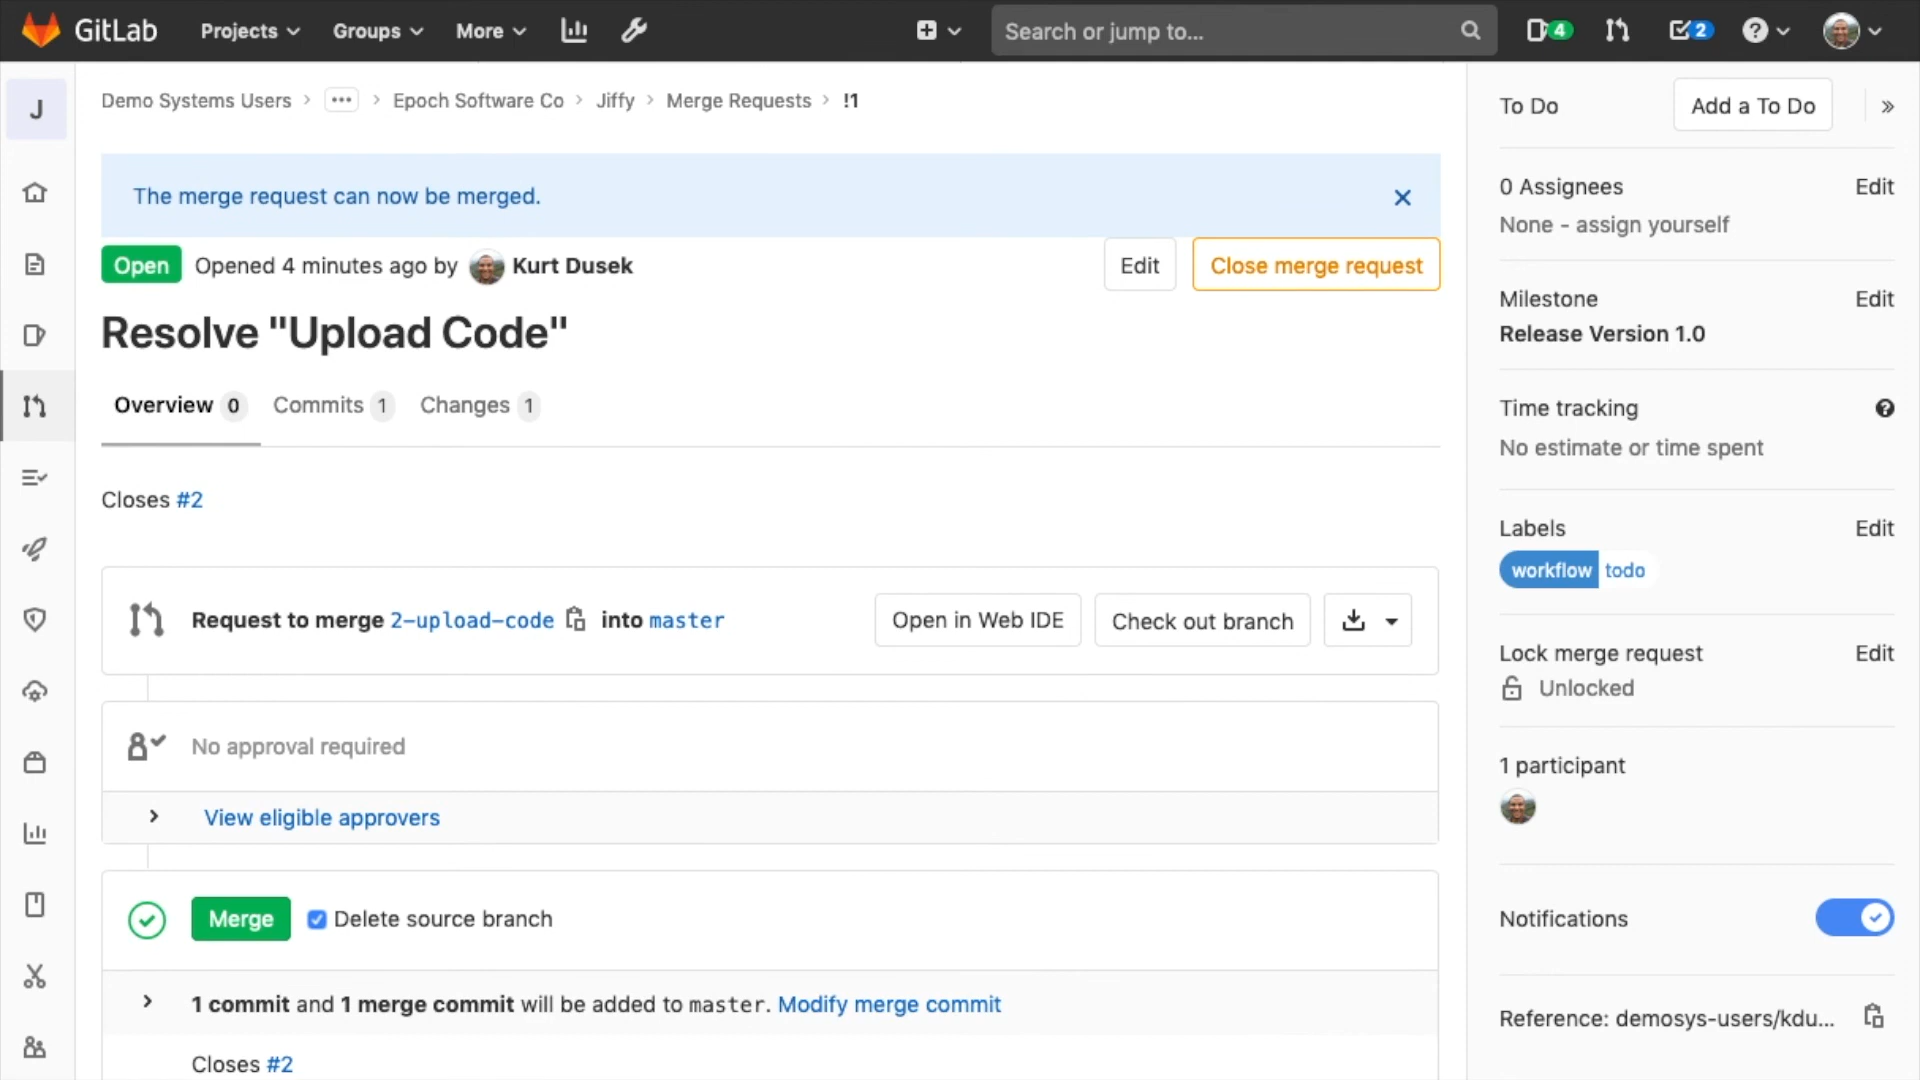 GitLab Projects Groups More Search or jump to... 4 2
J
Demo Systems Users > ••• > Epoch Software Co > Jiffy > Merge Requests > !1
The merge request can now be merged.
Open Opened 4 minutes ago by Kurt Dusek Edit Close merge request
Resolve "Upload Code"
Overview 0 Commits 1 Changes 1
Closes #2
Request to merge 2-upload-code into master Open in Web IDE Check out branch
No approval required
View eligible approvers
Merge Delete source branch
1 commit and 1 merge commit will be added to master. Modify merge commit
Closes #2
To Do Add a To Do »
0 Assignees Edit
None - assign yourself
Milestone Edit
Release Version 1.0
Time tracking
No estimate or time spent
Labels Edit
workflow todo
Lock merge request Edit
Unlocked
1 participant
Notifications
Reference: demosys-users/kdu...